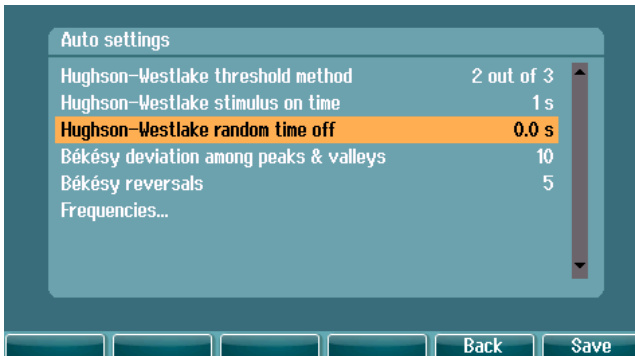 Auto settings
Hughson-Westlake threshold method 2 out of 3
Hughson-Westlake stimulus on time 1 s
Hughson-Westlake random time off 0.0 s
Békésy deviation among peaks & valleys 10
Békésy reversals 5
Frequencies...
Back Save